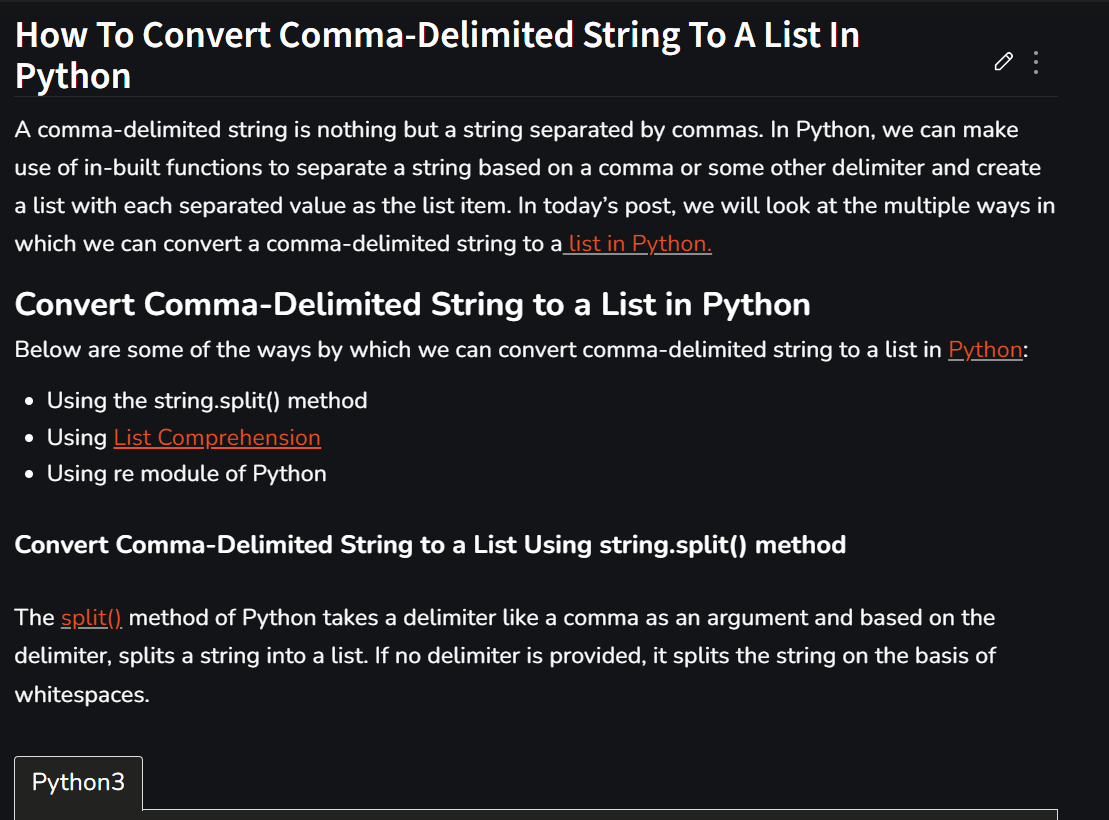 How To Convert Comma-Delimited String To A List In
Python
A comma-delimited string is nothing but a string separated by commas. In Python, we can make
use of in-built functions to separate a string based on a comma or some other delimiter and create
a list with each separated value as the list item. In today’s post, we will look at the multiple ways in
which we can convert a comma-delimited string to a list in Python.
Convert Comma-Delimited String to a List in Python
Below are some of the ways by which we can convert comma-delimited string to a list in Python:
• Using the string.split() method
• Using List Comprehension
• Using re module of Python
Convert Comma-Delimited String to a List Using string.split() method
The split() method of Python takes a delimiter like a comma as an argument and based on the
delimiter, splits a string into a list. If no delimiter is provided, it splits the string on the basis of
whitespaces.
Python3